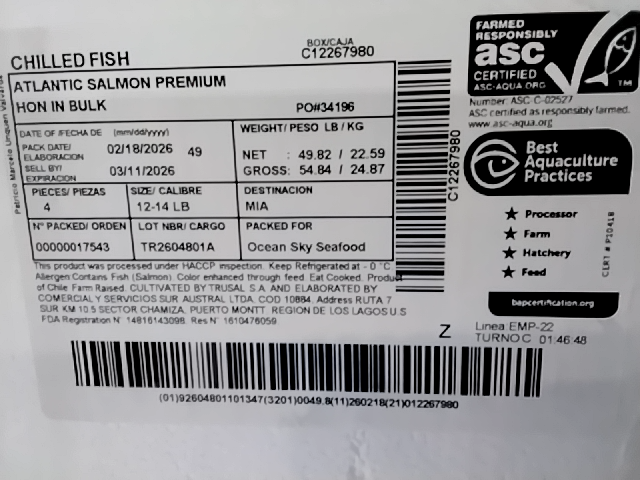 CHILLED FISH
BOX/CAJA
C12267980
ATLANTIC SALMON PREMIUM
HON IN BULK
PO#34196
DATE OF /FECHA DE (mm/dd/yyyy)
PACK DATE/
ELABORACION
02/18/2026 49
SELL BY/
EXPIRACION
03/11/2026
WEIGHT/ PESO LB / KG
NET : 49.82 / 22.59
GROSS: 54.84 / 24.87
PIECES/ PIEZAS
4
SIZE/ CALIBRE
12-14 LB
DESTINACION
MIA
N° PACKED/ ORDEN
00000017543
LOT NBR/ CARGO
TR2604801A
PACKED FOR
Ocean Sky Seafood
This product was processed under HACCP inspection. Keep Refrigerated at - 0 °C.
Allergen:Contains Fish (Salmon). Color enhanced through feed. Eat Cooked. Product
of Chile Farm Raised. CULTIVATED BY TRUSAL S.A AND ELABORATED BY
COMERCIAL Y SERVICIOS SUR AUSTRAL LTDA. COD 10884. Address RUTA 7
SUR KM 10.5 SECTOR CHAMIZA, PUERTO MONTT. REGION DE LOS LAGOS U.S
FDA Registration N° 14816143098. Res N° 1610476059
(01)92604801101347(3201)0049.8(11)260218(21)012267980
C12267980
Patricio Marcelo
FARMED
RESPONSIBLY
asc
CERTIFIED
ASC-AQUA.ORG
TM
Number: ASC-C-02527
ASC certified as responsibly farmed.
www.asc-aqua.org
Best
Aquaculture
Practices
★ Processor
★ Farm
★ Hatchery
★ Feed
CERT # P10418
bapcertification.org
Z
Linea EMP-22
TURNO C 01:46:48